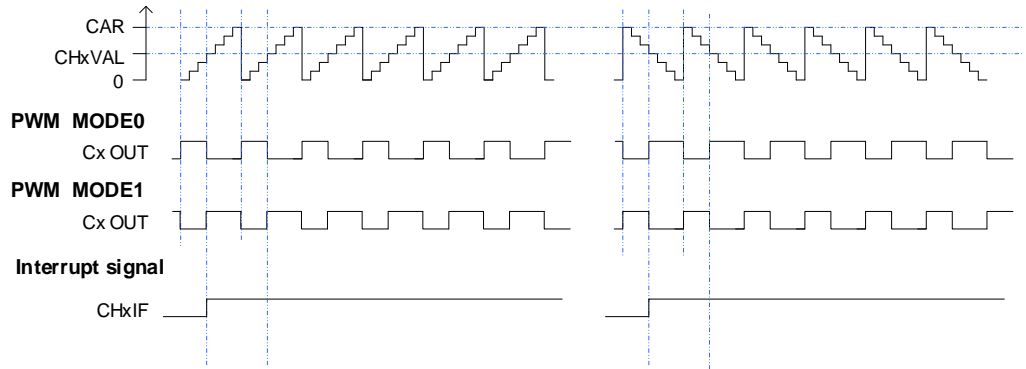 CAR
CHxVAL
0
PWM MODE0
Cx OUT
PWM MODE1
Cx OUT
Interrupt signal
CHxIF